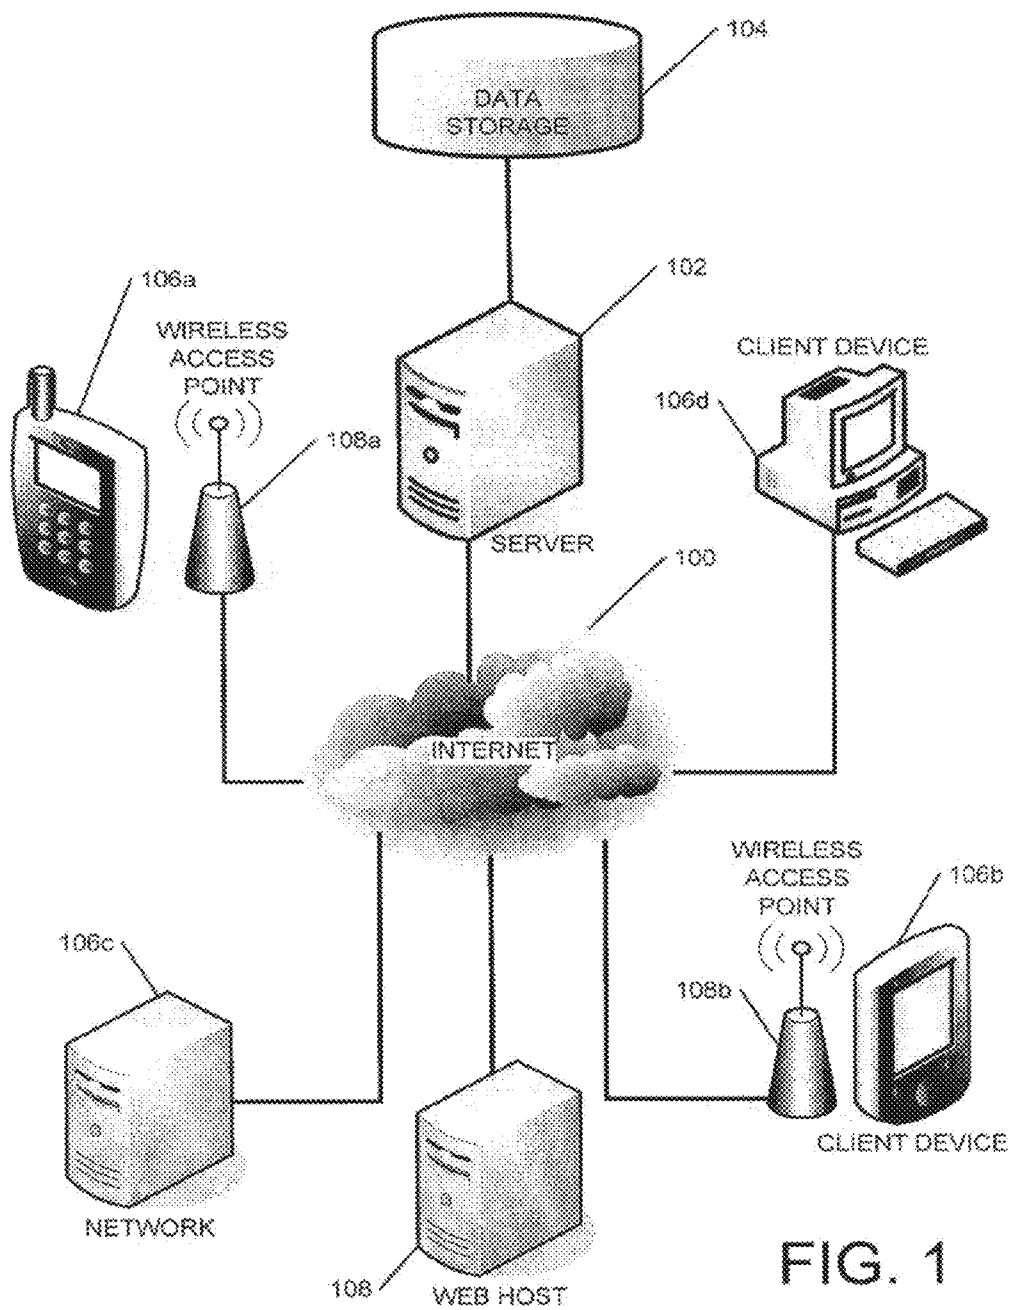 104
DATA
STORAGE
102
106a
WIRELESS
ACCESS
POINT
CLIENT DEVICE
106d
108a
SERVER
100
INTERNET
WIRELESS
ACCESS
POINT
106b
106c
108b
CLIENT DEVICE
NETWORK
108
WEB HOST
FIG. 1